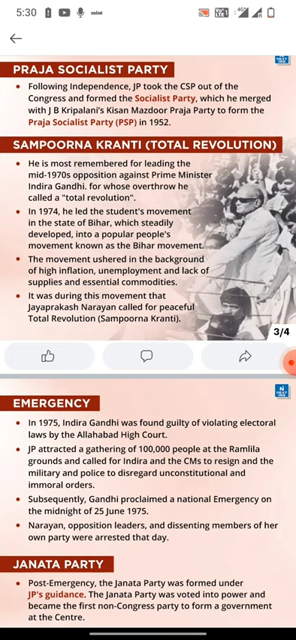 5:30
PRAJA SOCIALIST PARTY
Following Independence, JP took the CSP out of the
Congress and formed the Socialist Party, which he merged
with J B Kripalani's Kisan Mazdoor Praja Party to form the
Praja Socialist Party (PSP) in 1952.
SAMPOORNA KRANTI (TOTAL REVOLUTION)
He is most remembered for leading the
mid-1970s opposition against Prime Minister
Indira Gandhi. for whose overthrow he
called a "total revolution".
In 1974, he led the student's movement
in the state of Bihar, which steadily
developed, into a popular people's
movement known as the Bihar movement.
The movement ushered in the background
of high inflation, unemployment and lack of
supplies and essential commodities.
It was during this movement that
Jayaprakash Narayan called for peaceful
Total Revolution (Sampoorna Kranti).
3/4
EMERGENCY
In 1975, Indira Gandhi was found guilty of violating electoral
laws by the Allahabad High Court.
JP attracted a gathering of 100,000 people at the Ramlila
grounds and called for Indira and the CMs to resign and the
military and police to disregard unconstitutional and
immoral orders.
Subsequently, Gandhi proclaimed a national Emergency on
the midnight of 25 June 1975.
Narayan, opposition leaders, and dissenting members of her
own party were arrested that day.
JANATA PARTY
Post-Emergency, the Janata Party was formed under
JP's guidance. The Janata Party was voted into power and
became the first non-Congress party to form a government
at the Centre.